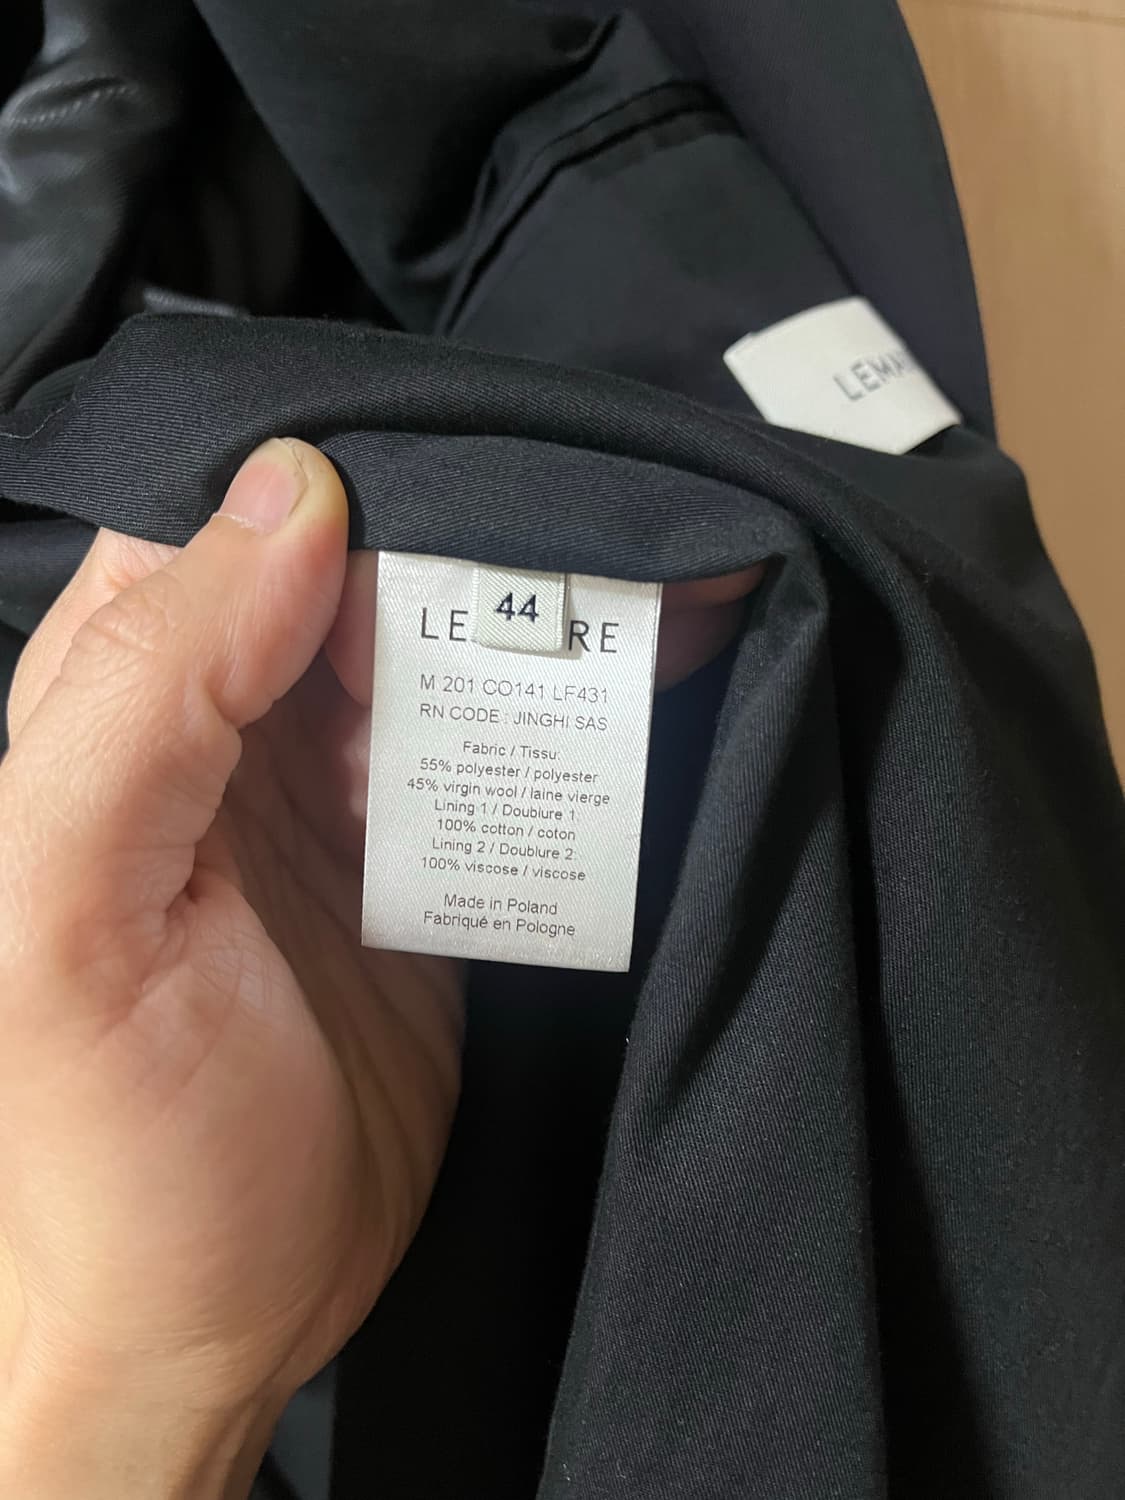 LEMA
44
LE RE
M 201 CO141 LF431
RN CODE : JINGHI SAS
Fabric / Tissu:
55% polyester / polyester
45% virgin wool / laine vierge
Lining 1 / Doublure 1:
100% cotton / coton
Lining 2 / Doublure 2:
100% viscose / viscose
Made in Poland
Fabriqué en Pologne